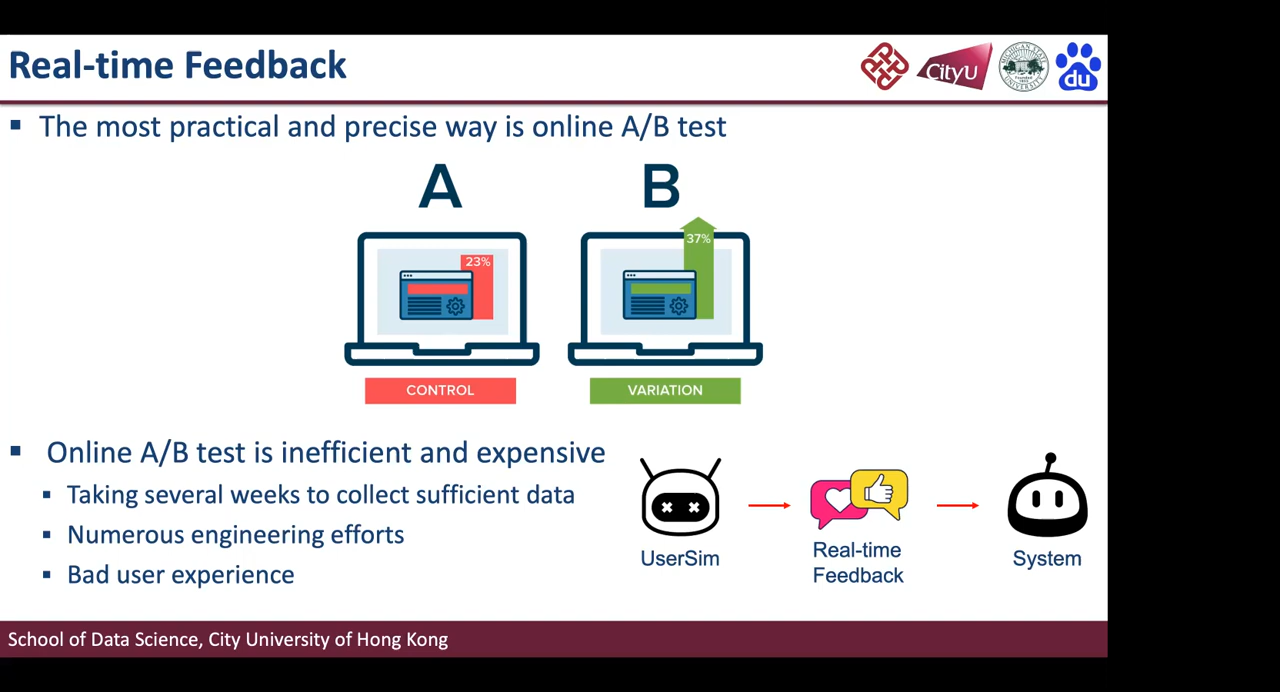 Real-time Feedback
CityU
du
The most practical and precise way is online A/B test
A
B
23%
37%
CONTROL
VARIATION
Online A/B test is inefficient and expensive
Taking several weeks to collect sufficient data
Numerous engineering efforts
Bad user experience
UserSim
Real-time
Feedback
System
School of Data Science, City University of Hong Kong